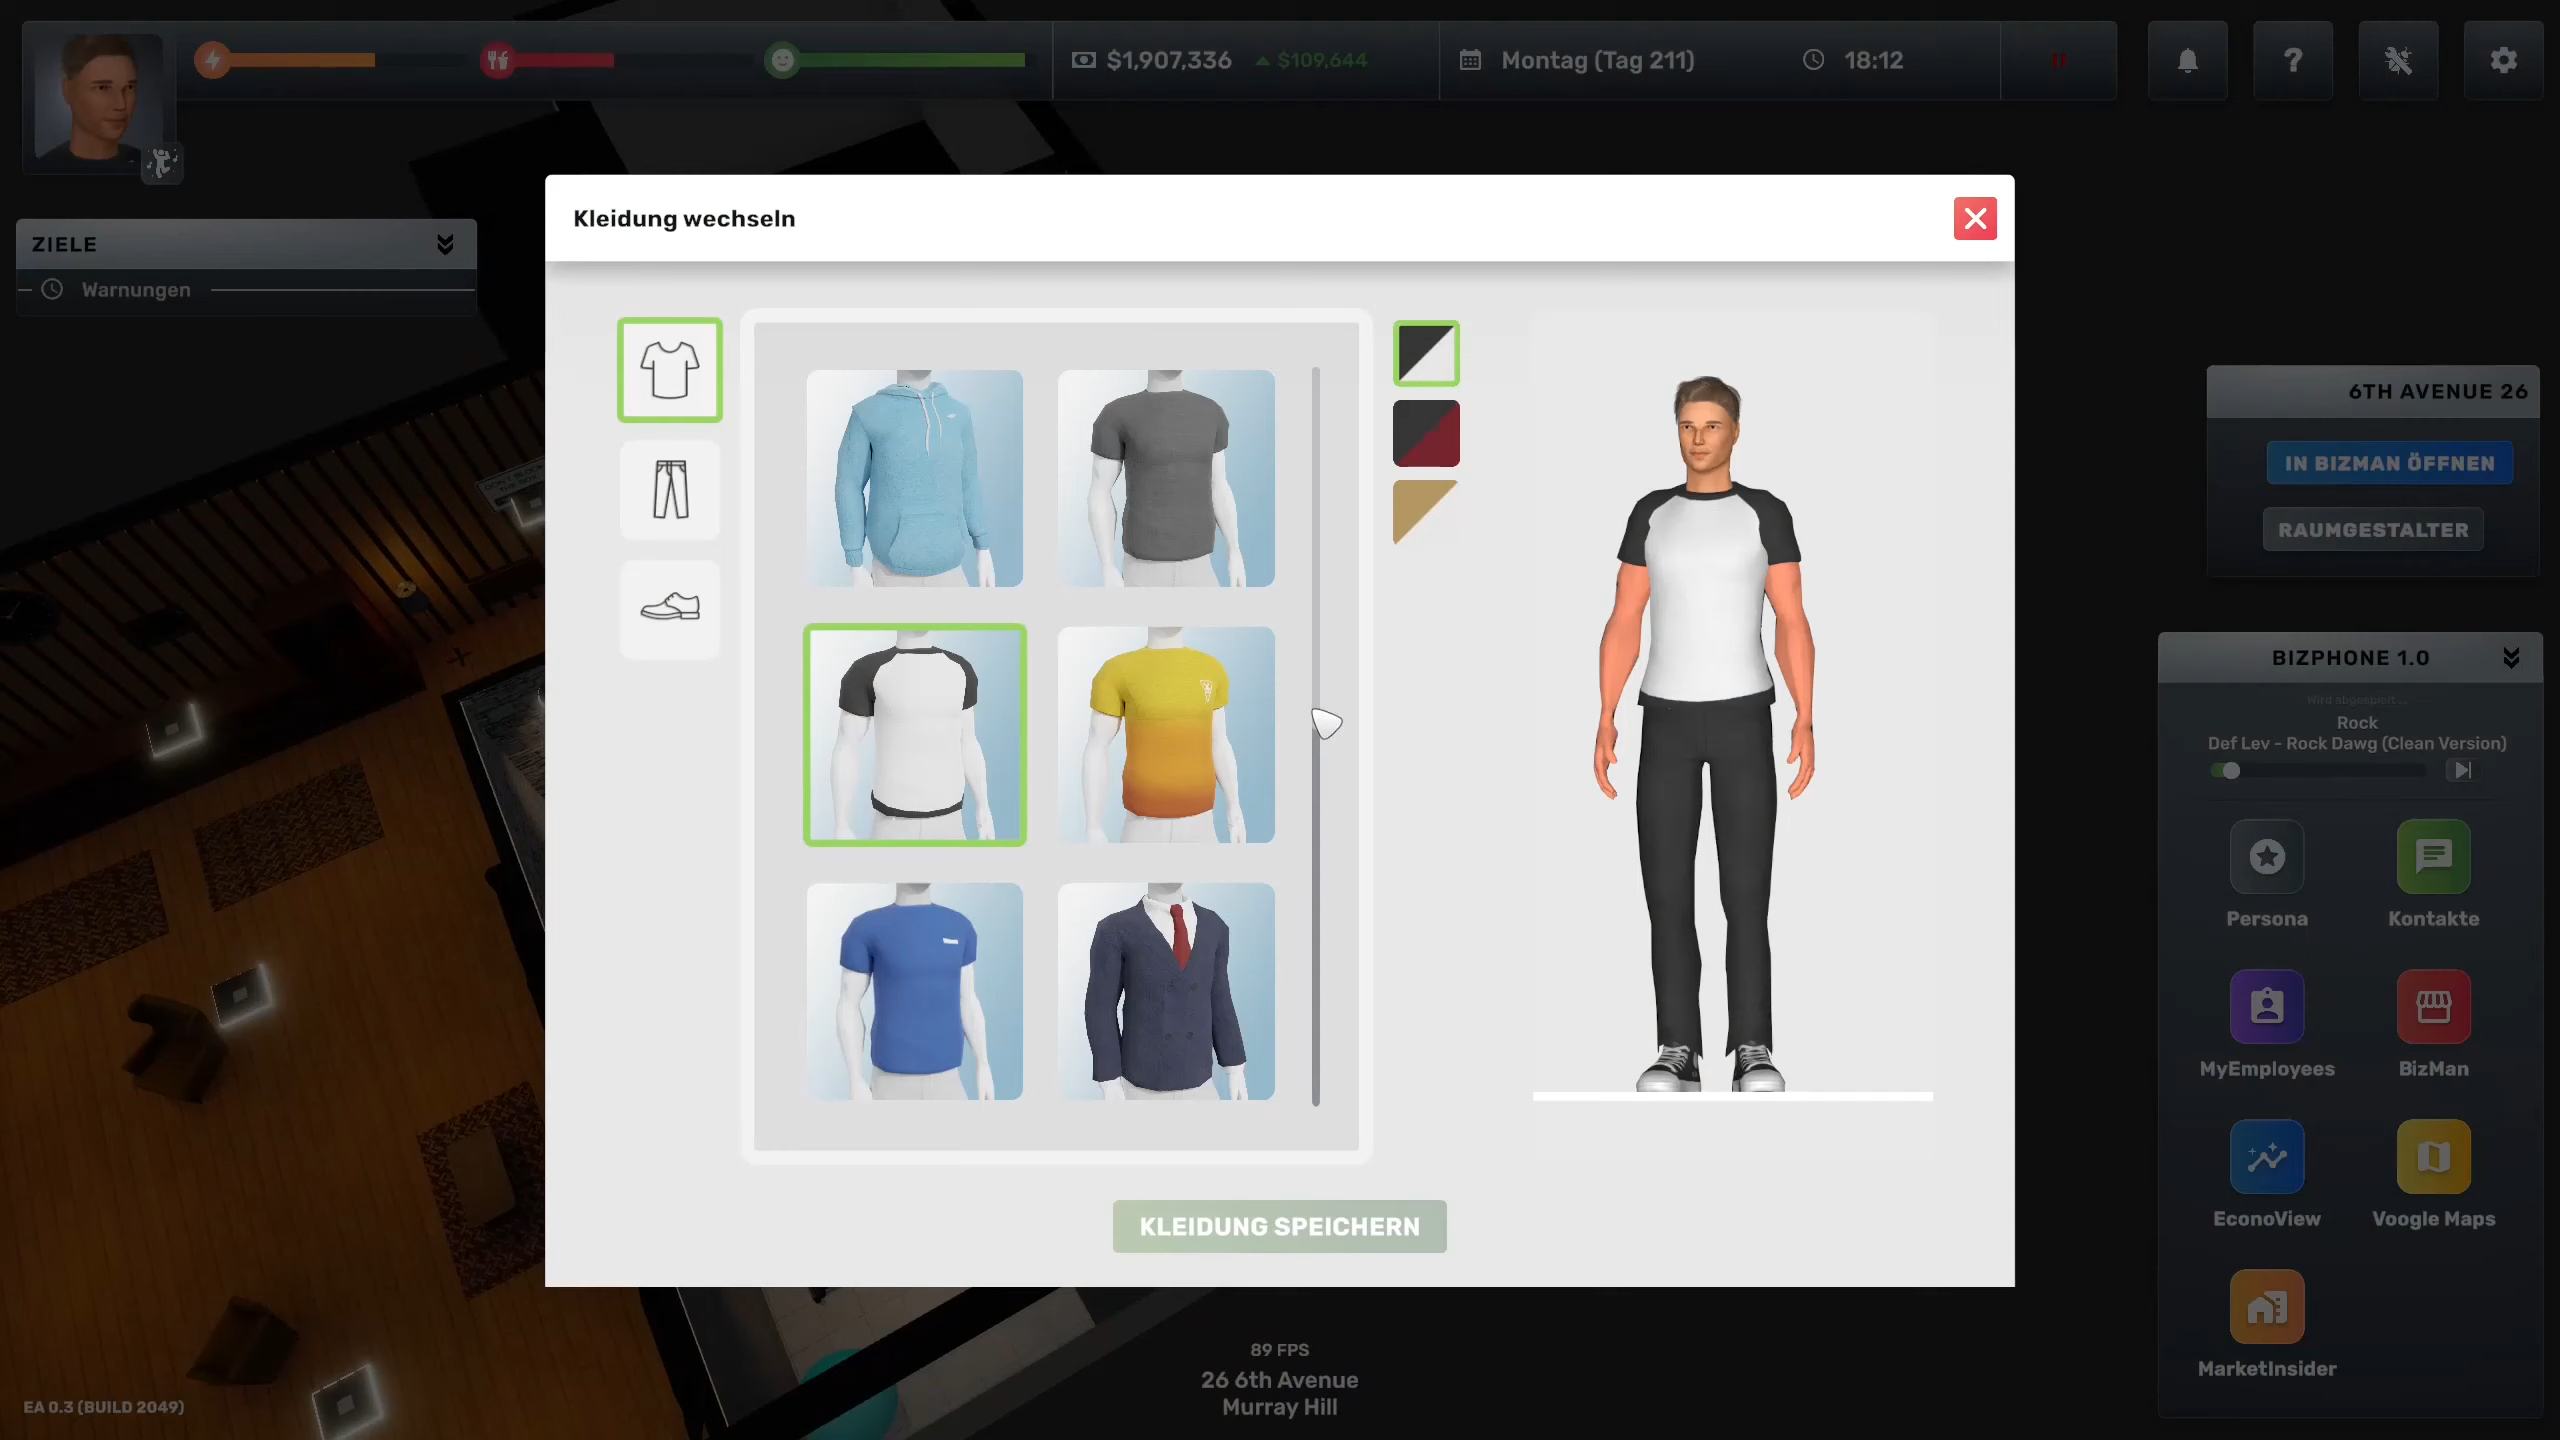 $1,907,336
$109,644
Montag (Tag 211)
18:12
?
ZIELE
Warnungen
Kleidung wechseln
KLEIDUNG SPEICHERN
6TH AVENUE 26
IN BIZMAN ÖFFNEN
RAUMGESTALTER
BIZPHONE 1.0
Wird abgespielt...
Rock
Def Lev - Rock Dawg (Clean Version)
Persona
Kontakte
MyEmployees
BizMan
EconoView
Voogle Maps
MarketInsider
89 FPS
26 6th Avenue
Murray Hill
EA 0.3 (BUILD 2049)